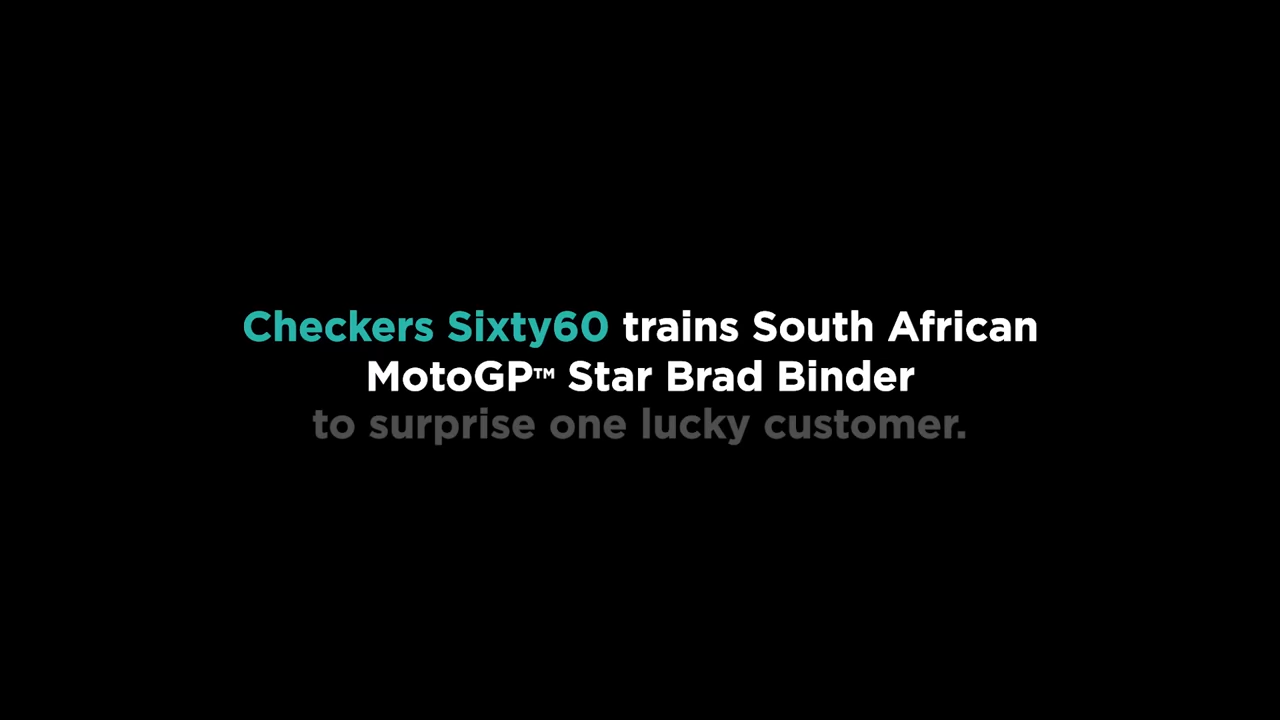 Checkers Sixty60 trains South African
MotoGP™ Star Brad Binder
to surprise one lucky customer.